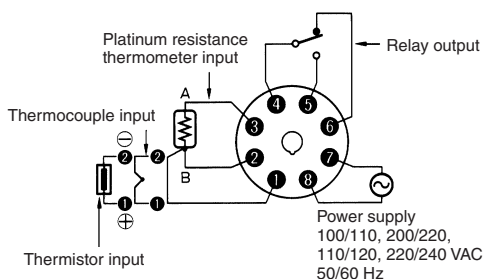 Platinum resistance
thermometer input
Relay output
A
4
5
Thermocouple input
3
6
⊖
2
2
2
7
B
1
8
1
1
⊕
Power supply
100/110, 200/220,
110/120, 220/240 VAC
50/60 Hz
Thermistor input